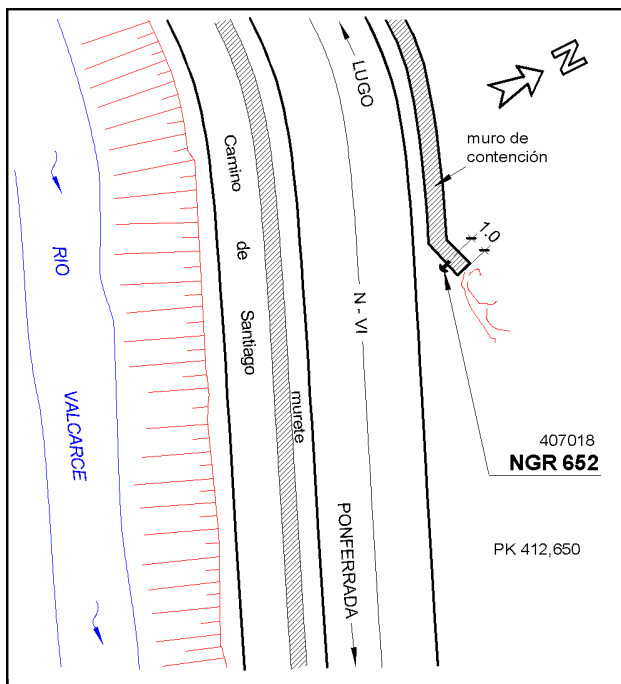 N
LUGO
muro de
contención
Camino de Santiago
1.0
RIO VALCARCE
N - VI
murete
407018
NGR 652
PONFERRADA
PK 412,650